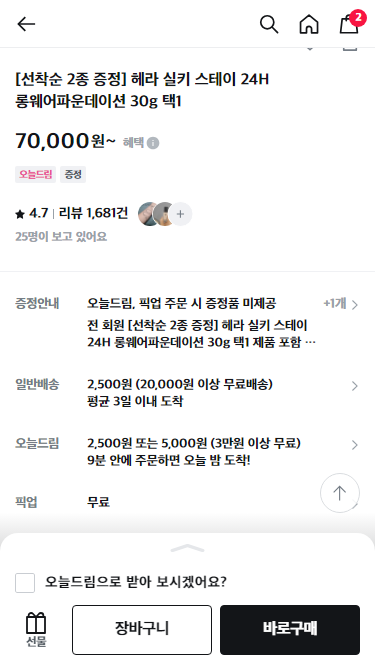 2
[선착순 2종 증정] 헤라 실키 스테이 24H
롱웨어파운데이션 30g 택1
70,000원~ 혜택
오늘드림 증정
4.7 리뷰 1,681건
25명이 보고 있어요
증정안내 오늘드림, 픽업 주문 시 증정품 미제공 +1개
전 회원 [선착순 2종 증정] 헤라 실키 스테이
24H 롱웨어파운데이션 30g 택1 제품 포함 …
일반배송 2,500원 (20,000원 이상 무료배송)
평균 3일 이내 도착
오늘드림 2,500원 또는 5,000원 (3만원 이상 무료)
9분 안에 주문하면 오늘 밤 도착!
픽업 무료
오늘드림으로 받아 보시겠어요?
선물 장바구니 바로구매